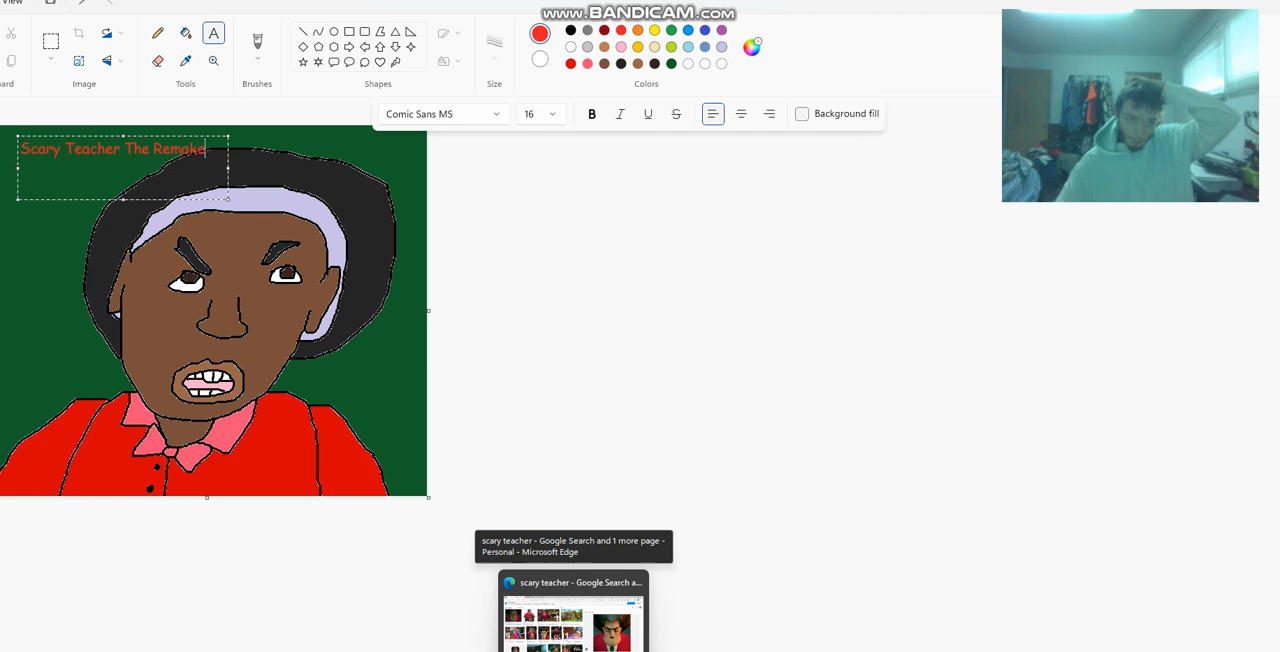 View
www.BANDICAM.com
ard
Image
A
Tools
Brushes
Shapes
Size
Colors
Comic Sans MS
16
B
I
U
S
Background fill
Scary Teacher The Remake
scary teacher - Google Search and 1 more page -
Personal - Microsoft Edge
scary teacher - Google Search a...